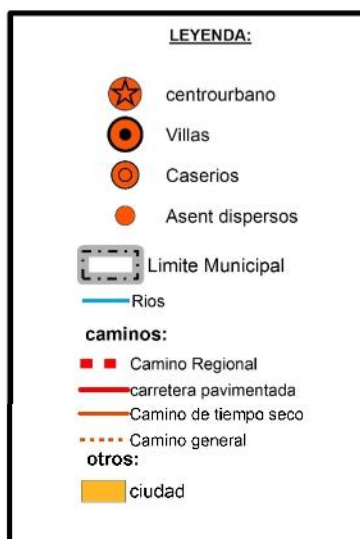 LEYENDA:
centrourbano
Villas
Caserios
Asent dispersos
Limite Municipal
Rios
caminos:
Camino Regional
carretera pavimentada
Camino de tiempo seco
Camino general
otros:
ciudad